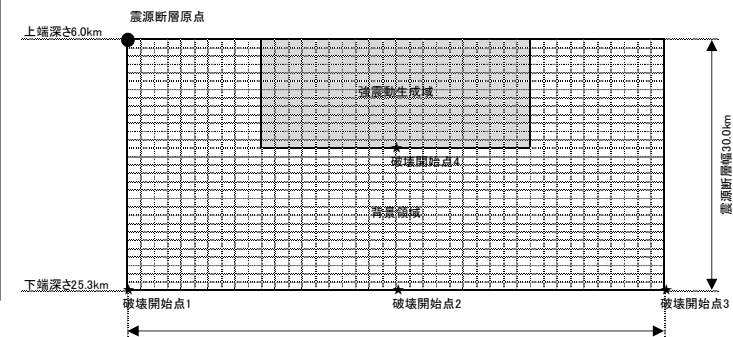 震源断層原点
上端深さ6.0km
強震動生成域
破壊開始点4
震源断層幅30.0km
背景領域
下端深さ25.3km
破壊開始点1
破壊開始点2
破壊開始点3